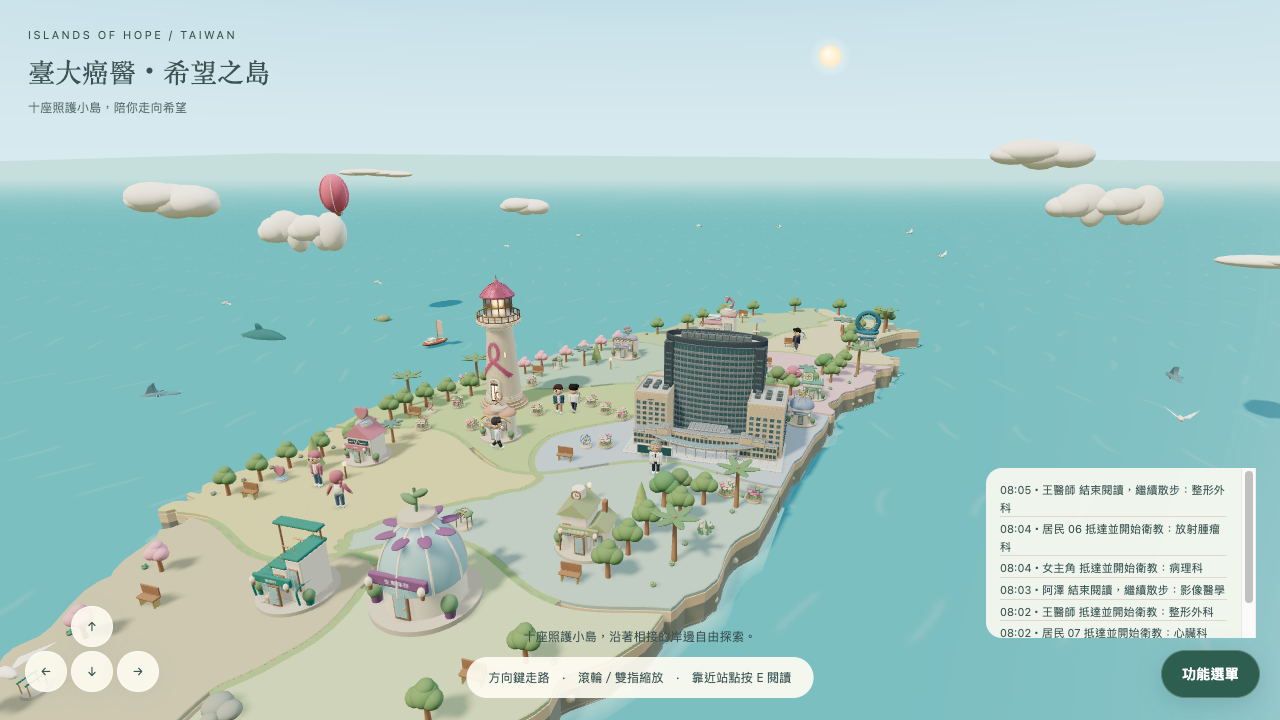 ISLANDS OF HOPE / TAIWAN
臺大癌醫・希望之島
十座照護小島，陪你走向希望
08:05・王醫師 結束閱讀，繼續散步：整形外
科
08:04・居民 06 抵達並開始衛教：放射腫瘤
科
08:04・女主角 抵達並開始衛教：病理科
08:03・阿澤 結束閱讀，繼續散步：影像醫學
08:02・王醫師 抵達並開始衛教：整形外科
08:02・居民 07 抵達並開始衛教：心臟科
十座照護小島，沿著相接的岸邊自由探索。
方向鍵走路 · 滾輪 / 雙指縮放 · 靠近站點按 E 閱讀
↑
← ↓ →
功能選單